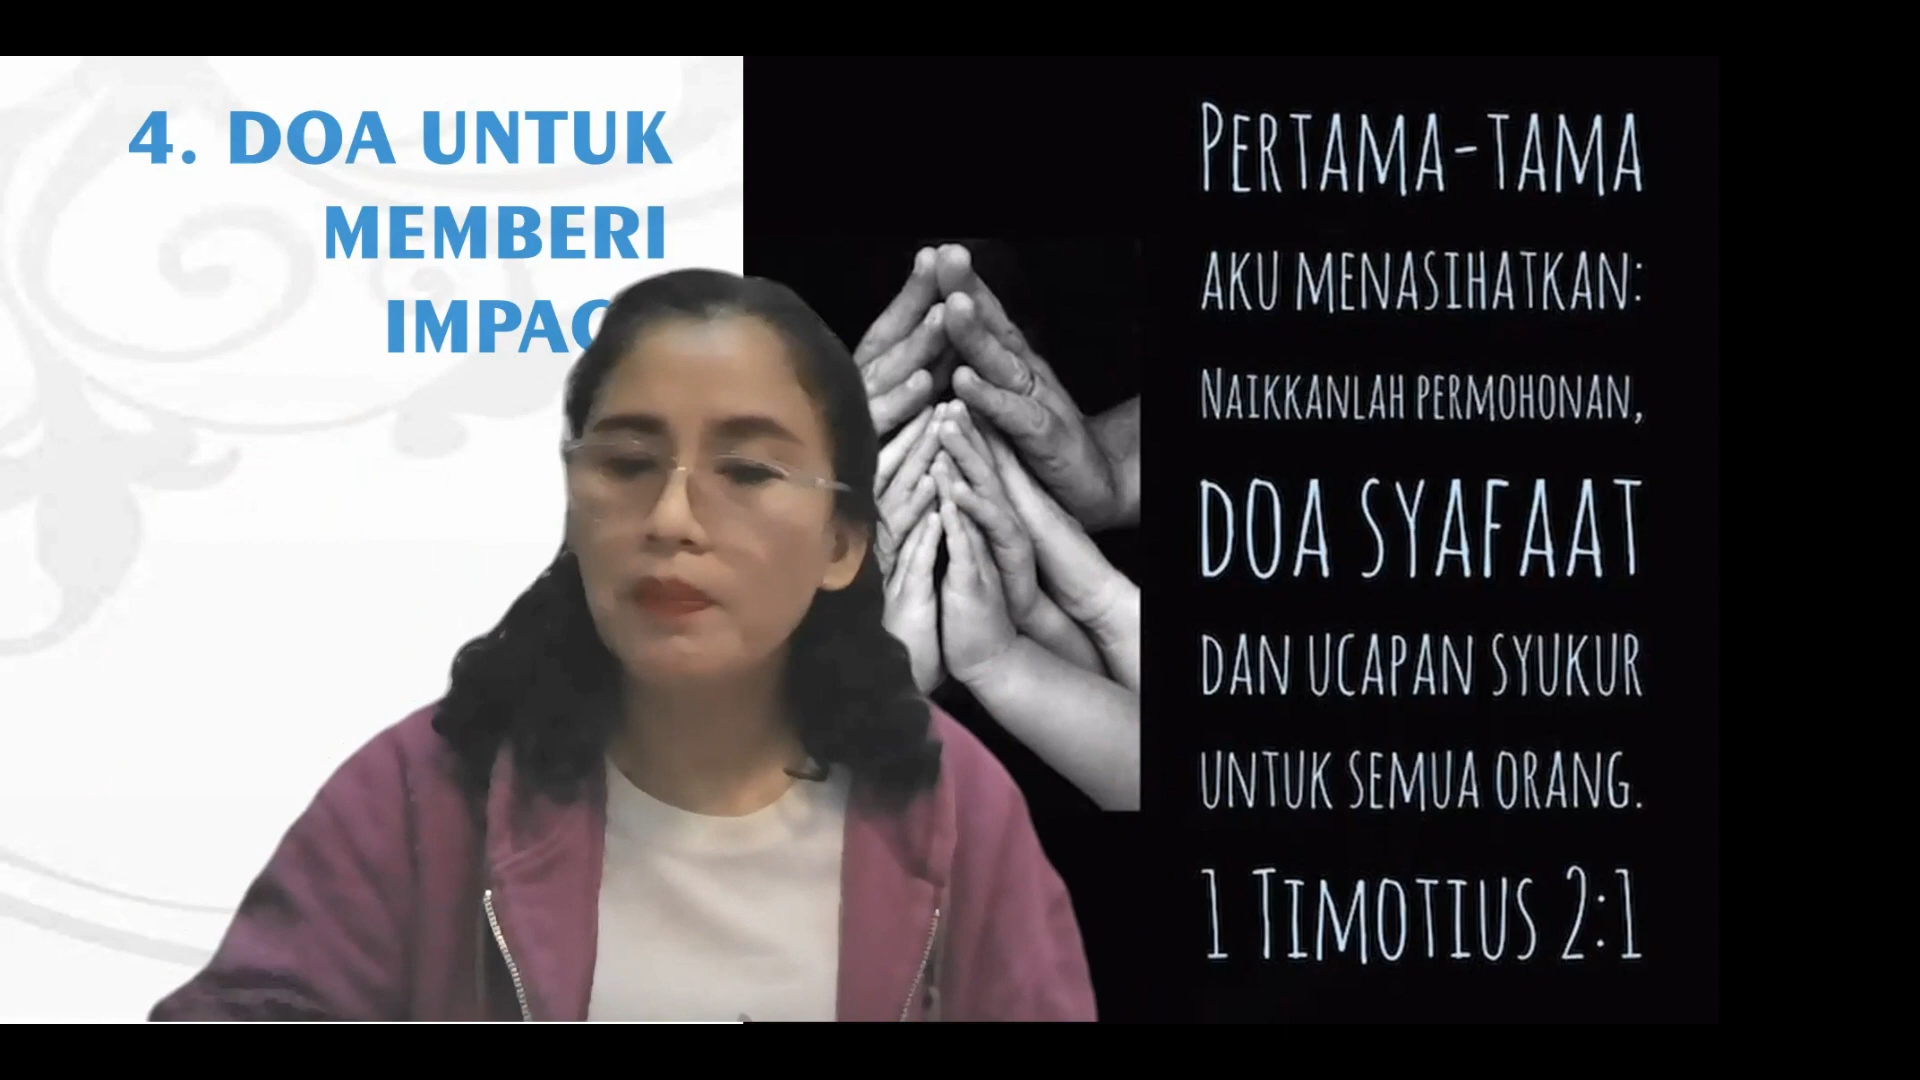 4. DOA UNTUK
MEMBERI
PERTAMA-TAMA
AKU MENASIHATKAN:
NAIKKANLAH PERMOHONAN,
DOA SYAFAAT
DAN UCAPAN SYUKUR
UNTUK SEMUA ORANG.
1 TIMOTIUS 2:1